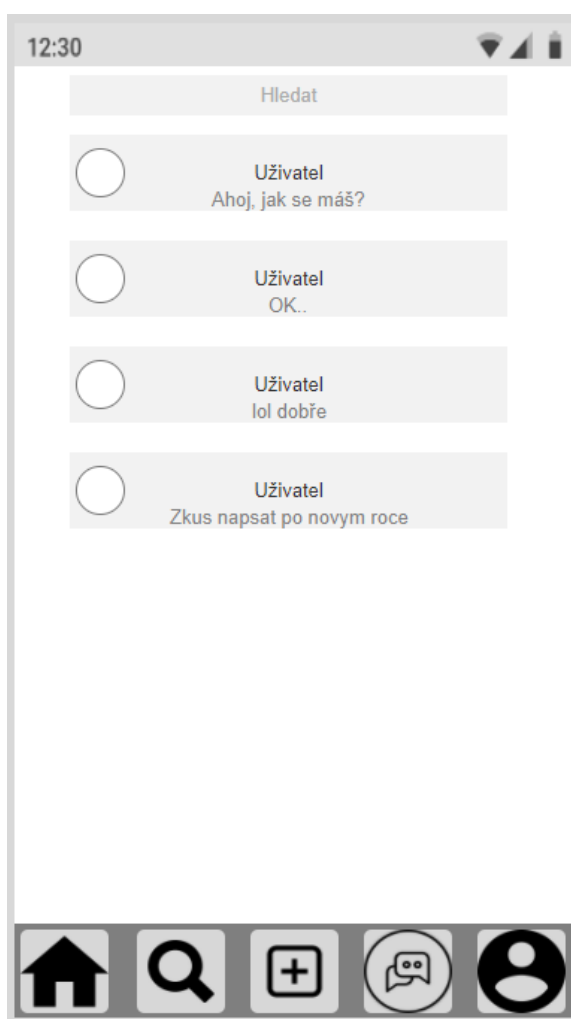 12:30
Hledat
Uživatel
Ahoj, jak se máš?
Uživatel
OK..
Uživatel
lol dobře
Uživatel
Zkus napsat po novym roce